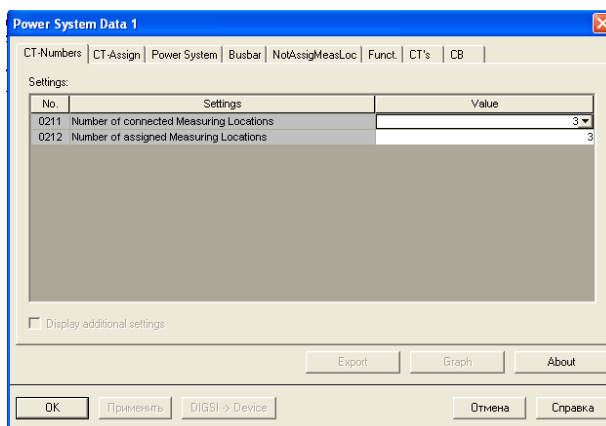 Power System Data 1
CT-Numbers CT-Assign Power System Busbar NotAssigMeasLoc Funct. CT's CB
Settings:
No. Settings Value
0211 Number of connected Measuring Locations 3
0212 Number of assigned Measuring Locations 3
Display additional settings
Export Graph About
OK Применить DIGSI -> Device Отмена Справка